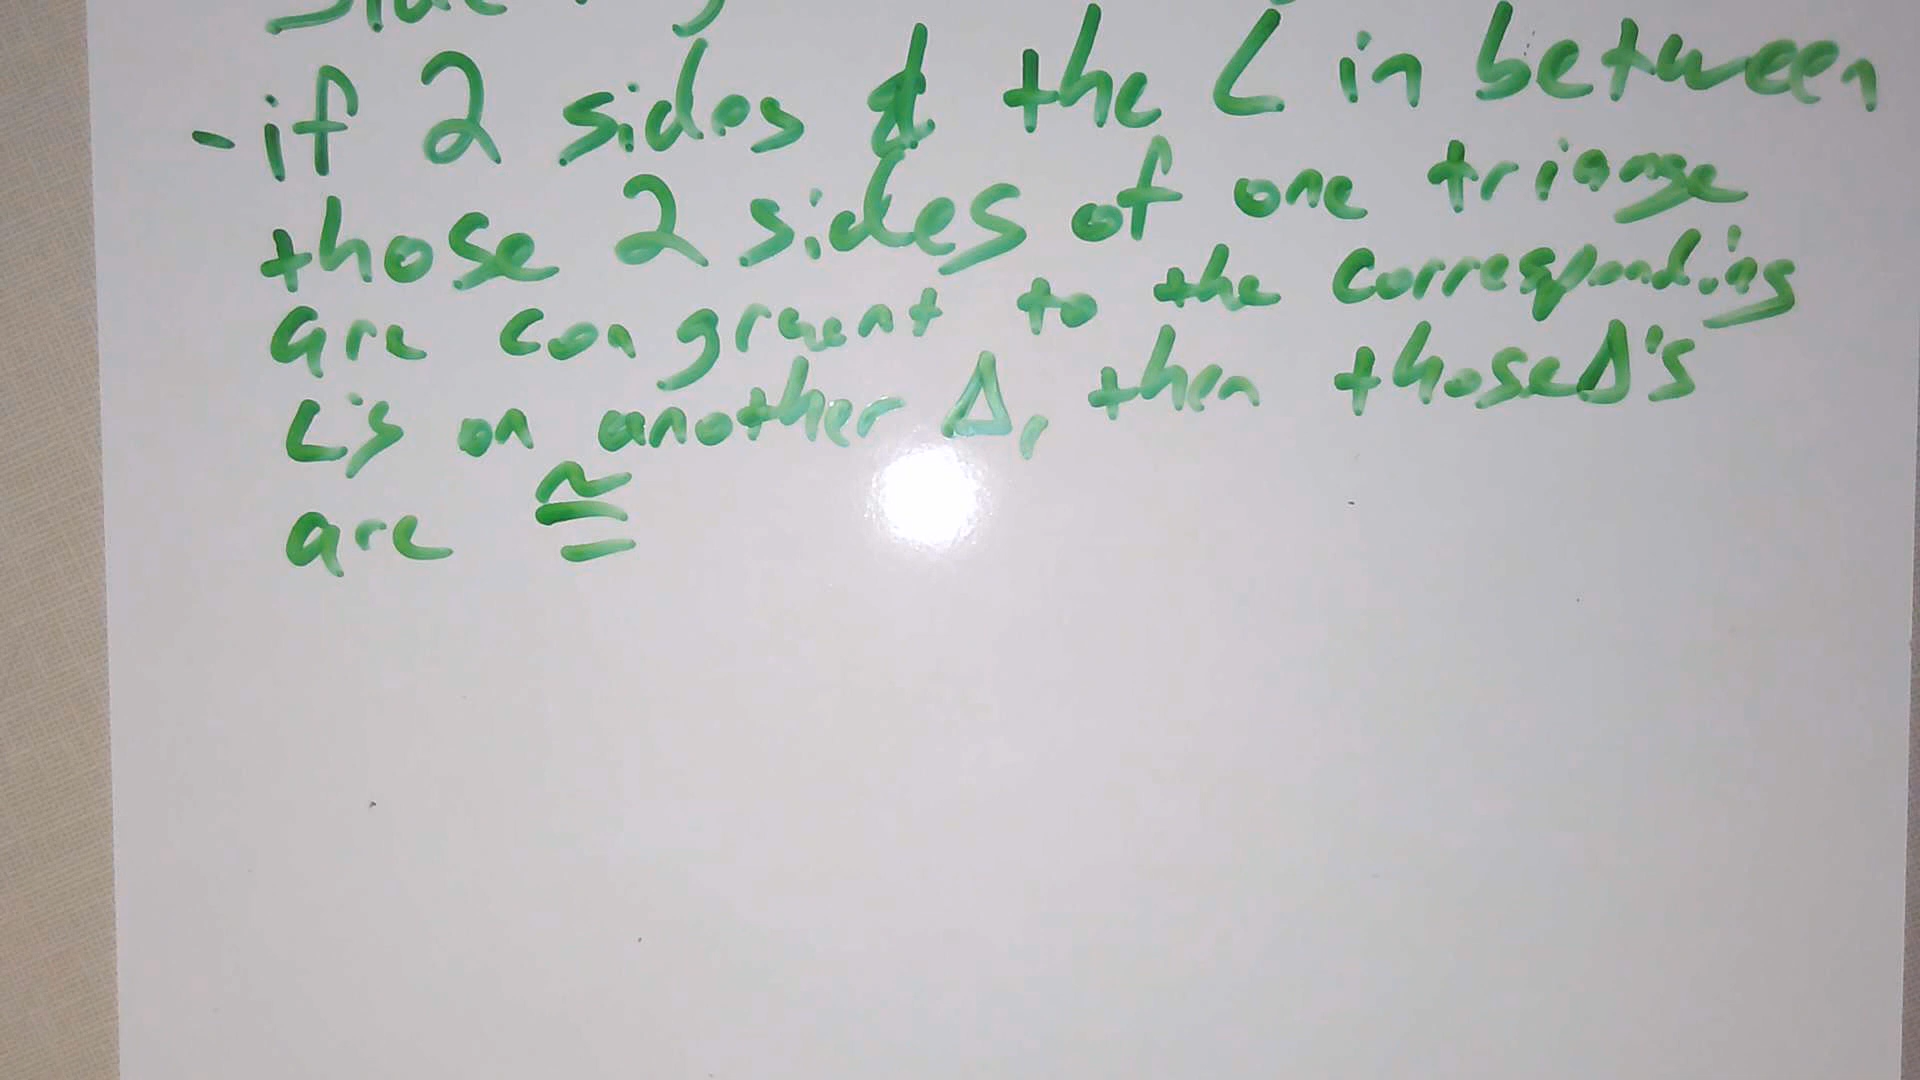 - if 2 sides & the ∠ in between
those 2 sides of one triange
are congruent to the corresponding
∠'s on another Δ, then those Δ's
are ≅